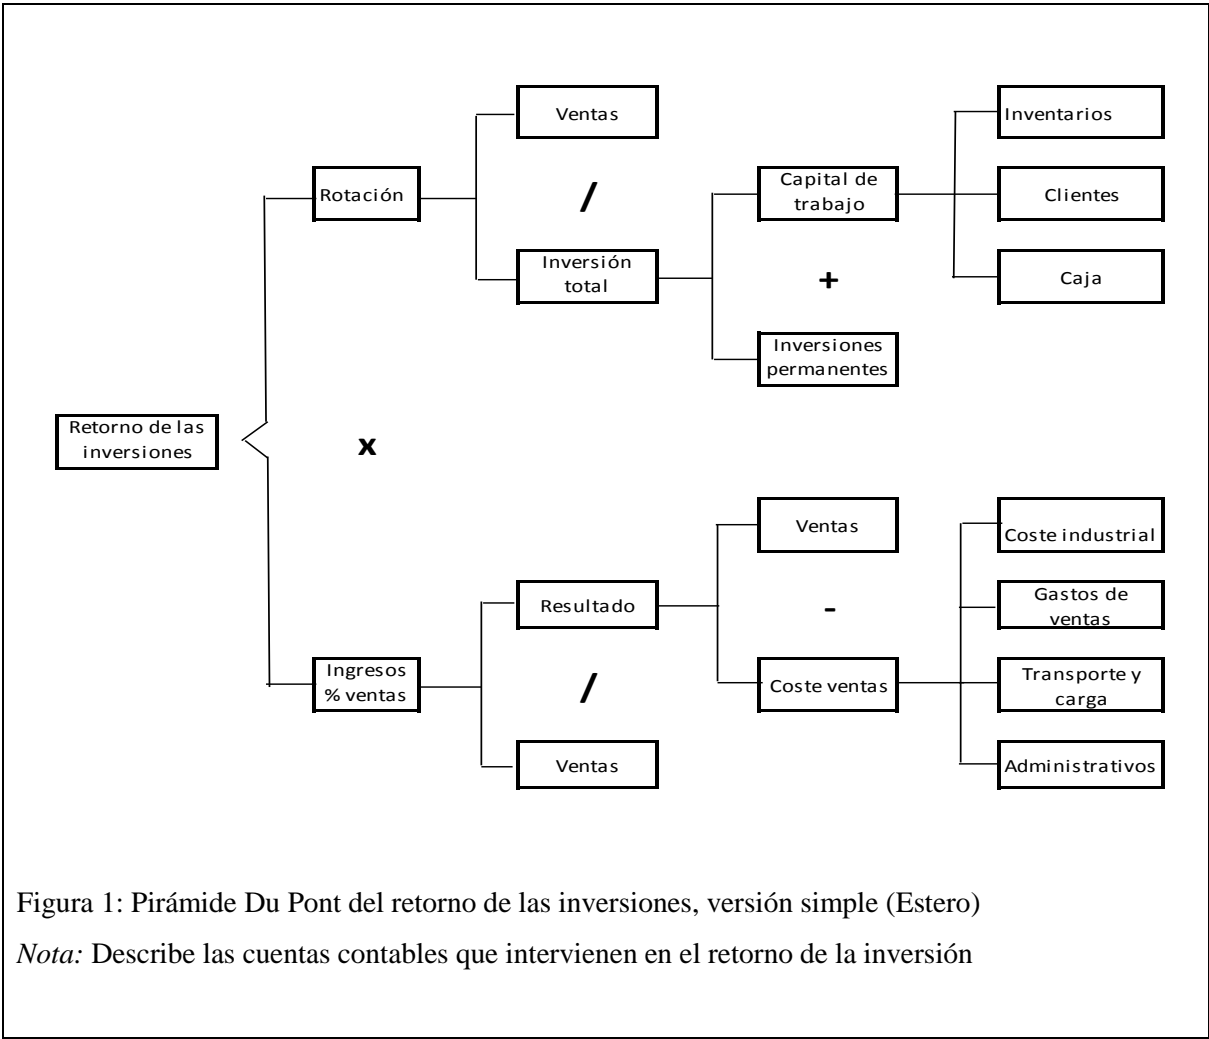 Ventas
Inventarios
Rotación
/
Capital de
trabajo
Clientes
Inversión
total
+
Caja
Inversiones
permanentes
Retorno de las
inversiones
x
Ventas
Coste industrial
Resultado
-
Gastos de
ventas
Ingresos
% ventas
/
Coste ventas
Transporte y
carga
Ventas
Administrativos
Figura 1: Pirámide Du Pont del retorno de las inversiones, versión simple (Estero)
Nota: Describe las cuentas contables que intervienen en el retorno de la inversión